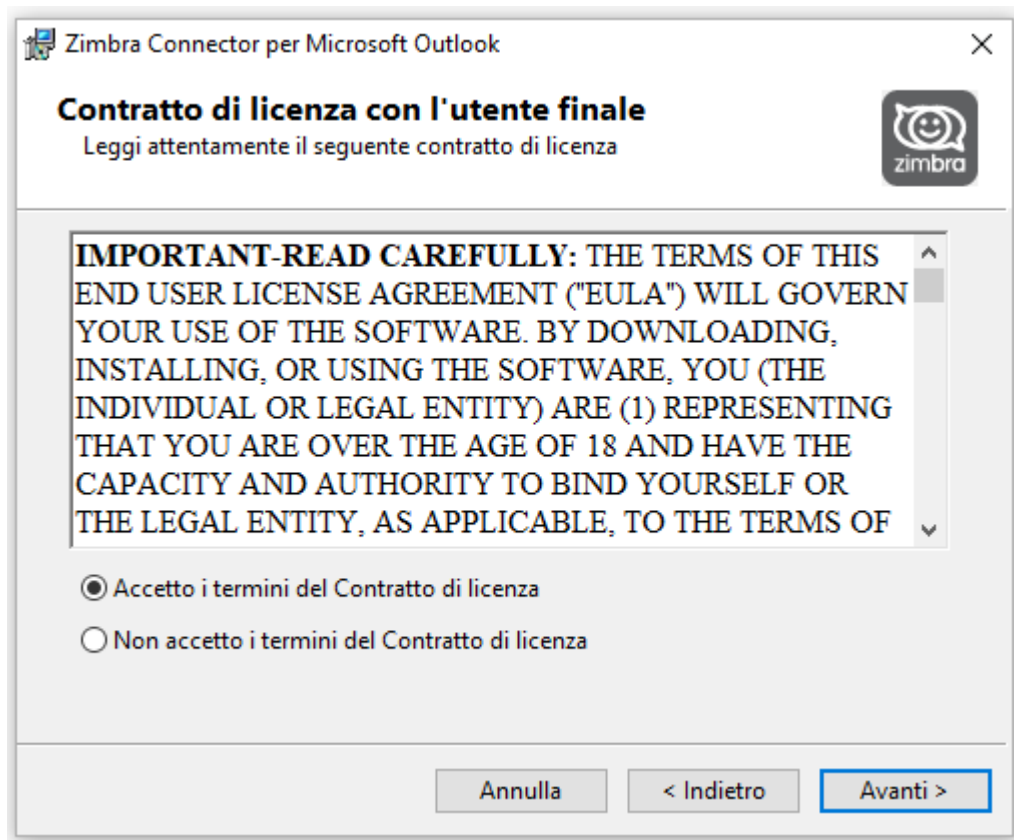 Zimbra Connector per Microsoft Outlook
Contratto di licenza con l'utente finale
Leggi attentamente il seguente contratto di licenza
zimbra
IMPORTANT-READ CAREFULLY: THE TERMS OF THIS
END USER LICENSE AGREEMENT ("EULA") WILL GOVERN
YOUR USE OF THE SOFTWARE. BY DOWNLOADING,
INSTALLING, OR USING THE SOFTWARE, YOU (THE
INDIVIDUAL OR LEGAL ENTITY) ARE (1) REPRESENTING
THAT YOU ARE OVER THE AGE OF 18 AND HAVE THE
CAPACITY AND AUTHORITY TO BIND YOURSELF OR
THE LEGAL ENTITY, AS APPLICABLE, TO THE TERMS OF
Accetto i termini del Contratto di licenza
Non accetto i termini del Contratto di licenza
Annulla < Indietro Avanti >